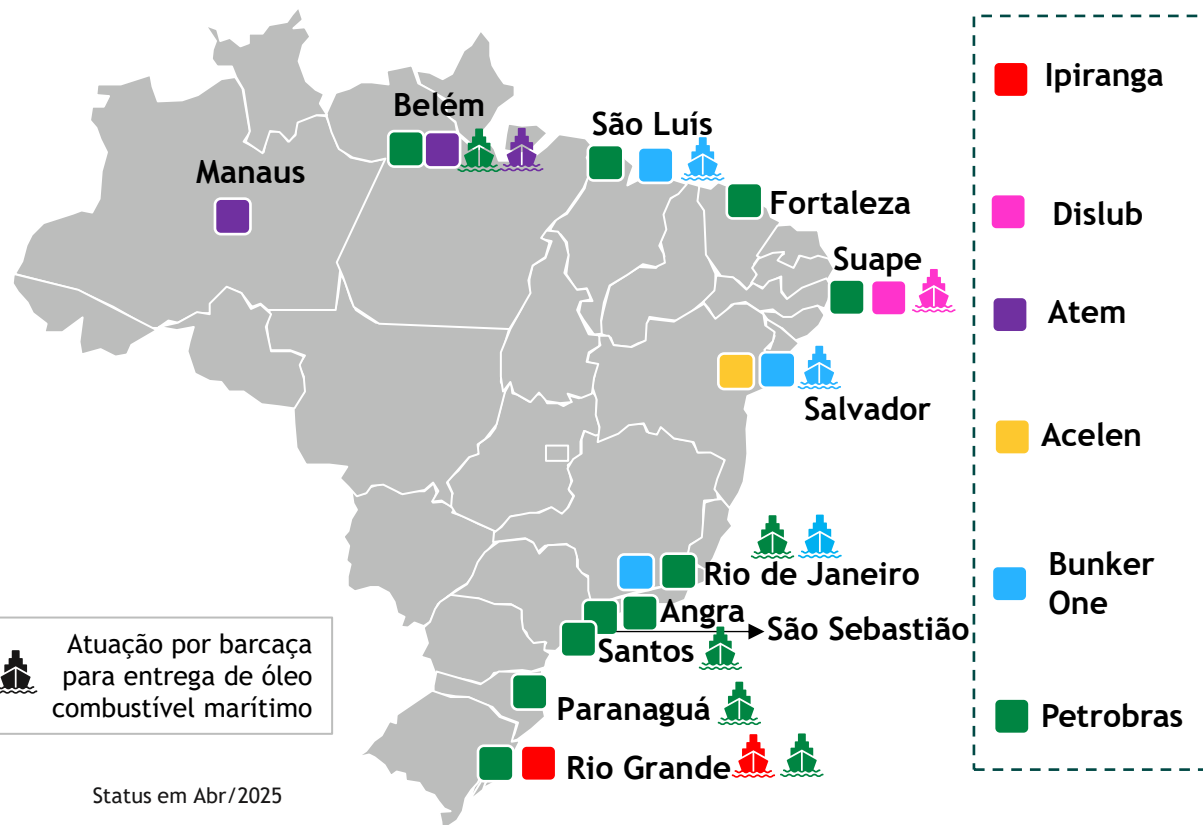 Belém
São Luís
Manaus
Fortaleza
Suape
Salvador
Rio de Janeiro
Angra
São Sebastião
Santos
Paranaguá
Rio Grande
Atuação por barcaça
para entrega de óleo
combustível marítimo
Status em Abr/2025
Ipiranga
Dislub
Atem
Acelen
Bunker
One
Petrobras